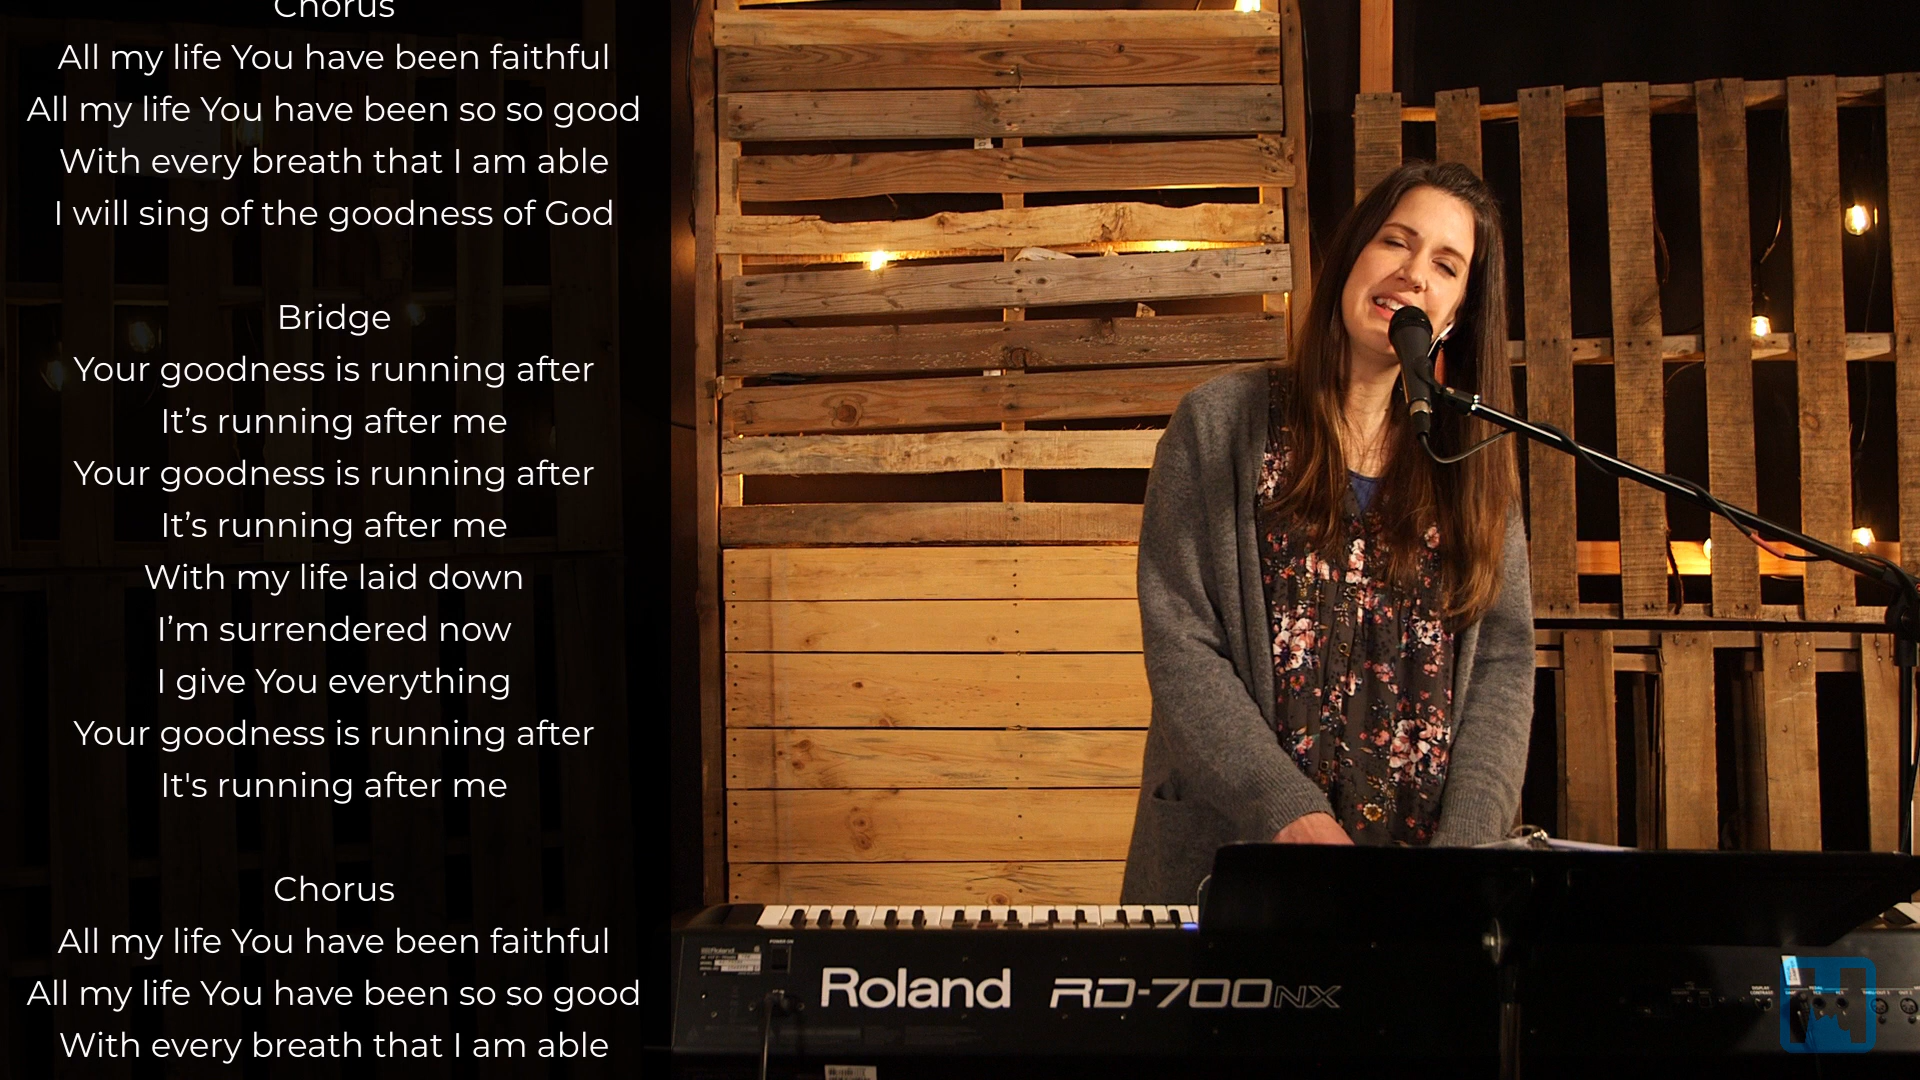 Chorus
All my life You have been faithful
All my life You have been so so good
With every breath that I am able
I will sing of the goodness of God
Bridge
Your goodness is running after
It’s running after me
Your goodness is running after
It’s running after me
With my life laid down
I’m surrendered now
I give You everything
Your goodness is running after
It's running after me
Chorus
All my life You have been faithful
All my life You have been so so good
With every breath that I am able
Roland RD-700NX